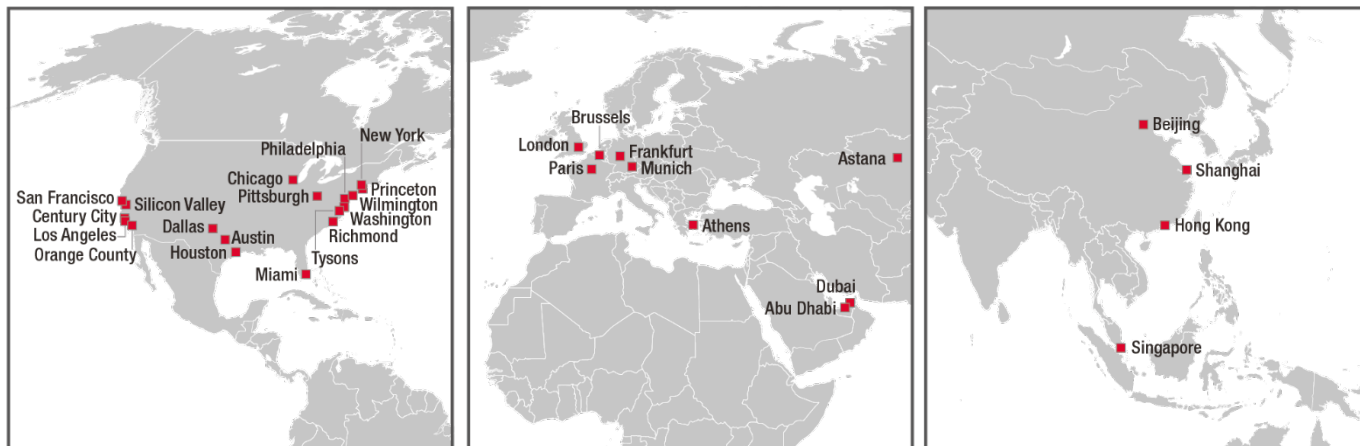 New York
Philadelphia
Chicago
Pittsburgh
Princeton
Wilmington
Washington
Richmond
Tysons
San Francisco
Silicon Valley
Century City
Los Angeles
Orange County
Dallas
Austin
Houston
Miami
Brussels
London
Frankfurt
Paris
Munich
Astana
Athens
Dubai
Abu Dhabi
Beijing
Shanghai
Hong Kong
Singapore